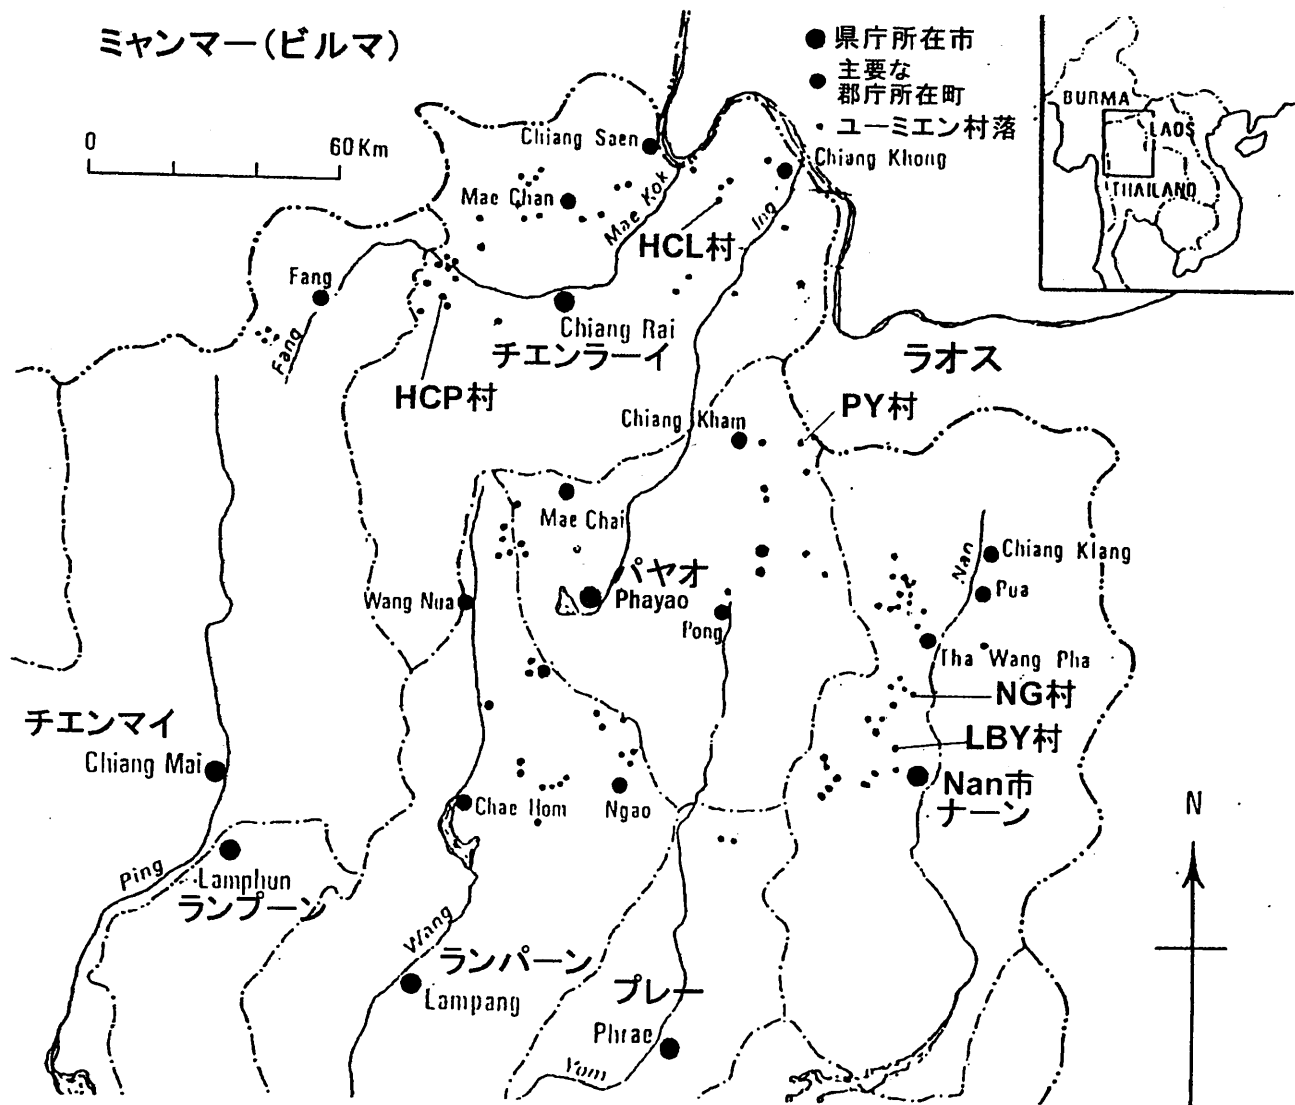 ミャンマー(ビルマ)
県庁所在市
主要な
郡庁所在町
ユーミエン村落
0 60 Km
BURMA
LAOS
THAILAND
Chiang Saen
Chiang Khong
Mae Chan
Mae Kok
Ing
HCL村
Fang
Fang
Chiang Rai
チエンラーイ
ラオス
HCP村
PY村
Chiang Kham
Mae Chai
Nan
Chiang Klang
パヤオ
Phayao
Pua
Wang Nua
Pong
Tha Wang Pha
NG村
チエンマイ
LBY村
Chiang Mai
Nan市
ナーン
Chae Hom
Ngao
N
Ping
Lamphun
ランプーン
Wang
ランパーン
Lampang
プレー
Phrae
Yom